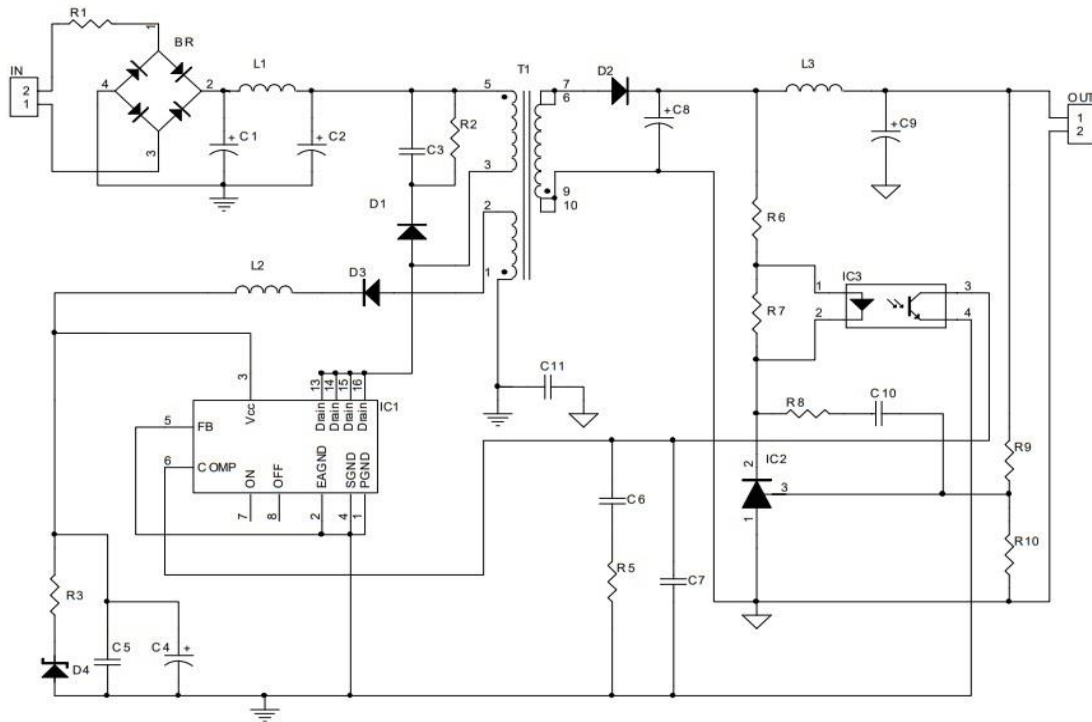 R1
1
BR
IN
2
1
4
2
3
L1
+
C1
+
C2
C3
R2
D1
5
T1
7
6
3
2
1
9
10
D2
+
C8
L3
+
C9
OUT
1
2
R6
R7
1
2
IC3
3
4
L2
D3
C11
3
Vcc
13
14
15
16
Drain
Drain
Drain
Drain
IC1
5
FB
6
COMP
ON
OFF
EAGND
SGND
PGND
7
8
2
4
1
R8
C10
IC2
2
3
1
R9
R10
C6
R5
C7
R3
D4
C5
C4
+